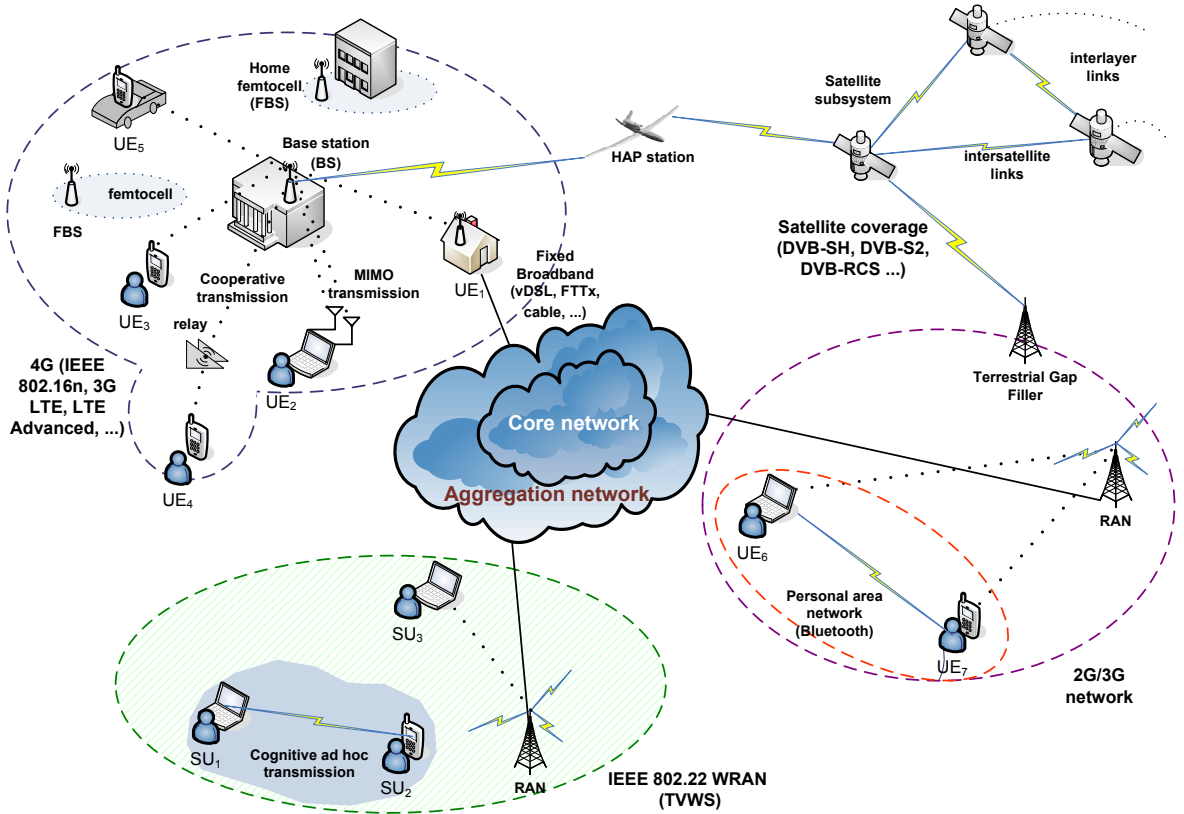 Home
femtocell
(FBS)
UE5
Base station
(BS)
femtocell
FBS
UE3
Cooperative
transmission
MIMO
transmission
relay
UE2
UE4
UE1
4G (IEEE
802.16n, 3G
LTE, LTE
Advanced, ...)
Fixed
Broadband
(vDSL, FTTx,
cable, ...)
HAP station
Satellite
subsystem
interlayer
links
intersatellite
links
Satellite coverage
(DVB-SH, DVB-S2,
DVB-RCS ...)
Terrestrial Gap
Filler
Core network
Aggregation network
RAN
UE6
Personal area
network
(Bluetooth)
UE7
2G/3G
network
SU3
SU1
Cognitive ad hoc
transmission
SU2
RAN
IEEE 802.22 WRAN
(TVWS)